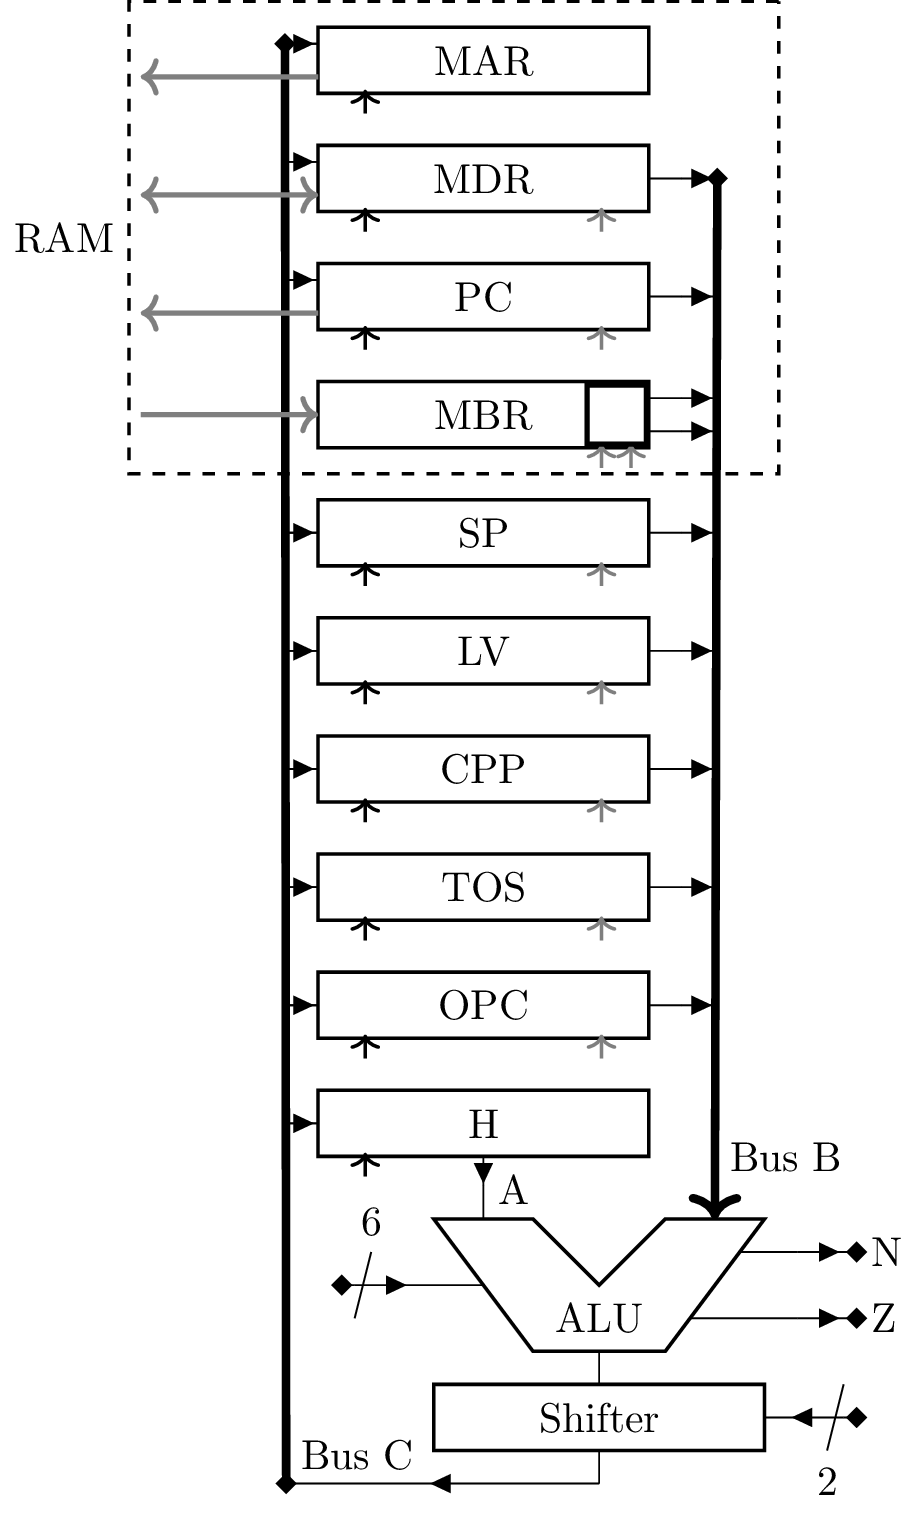 MAR
MDR
RAM
PC
MBR
SP
LV
CPP
TOS
OPC
H
Bus B
A
6
N
ALU
Z
Shifter
Bus C
2